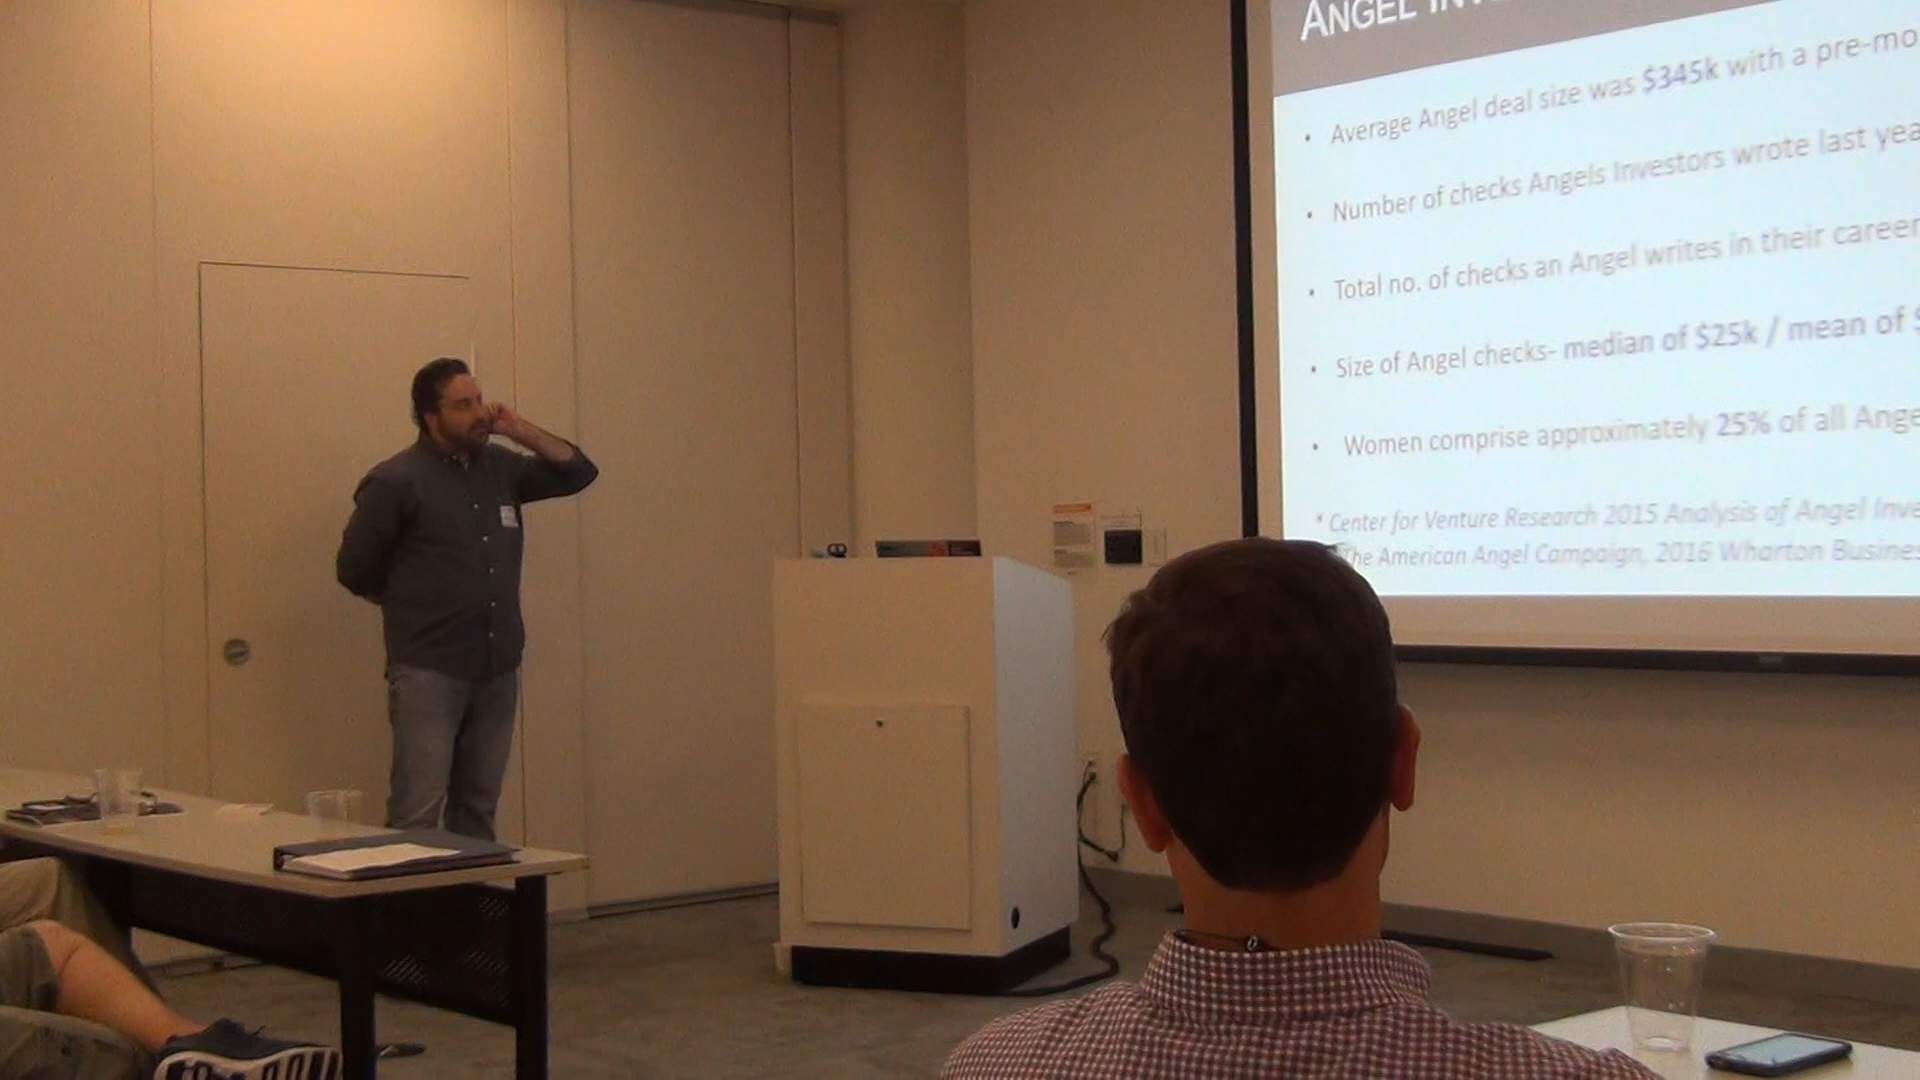 ANGEL
• Average Angel deal size was $345k with a pre-mo
• Number of checks Angels Investors wrote last yea
• Total no. of checks an Angel writes in their career
• Size of Angel checks- median of $25k / mean of $
• Women comprise approximately 25% of all Ange
* Center for Venture Research 2015 Analysis of Angel Inve
The American Angel Campaign, 2016 Wharton Busines